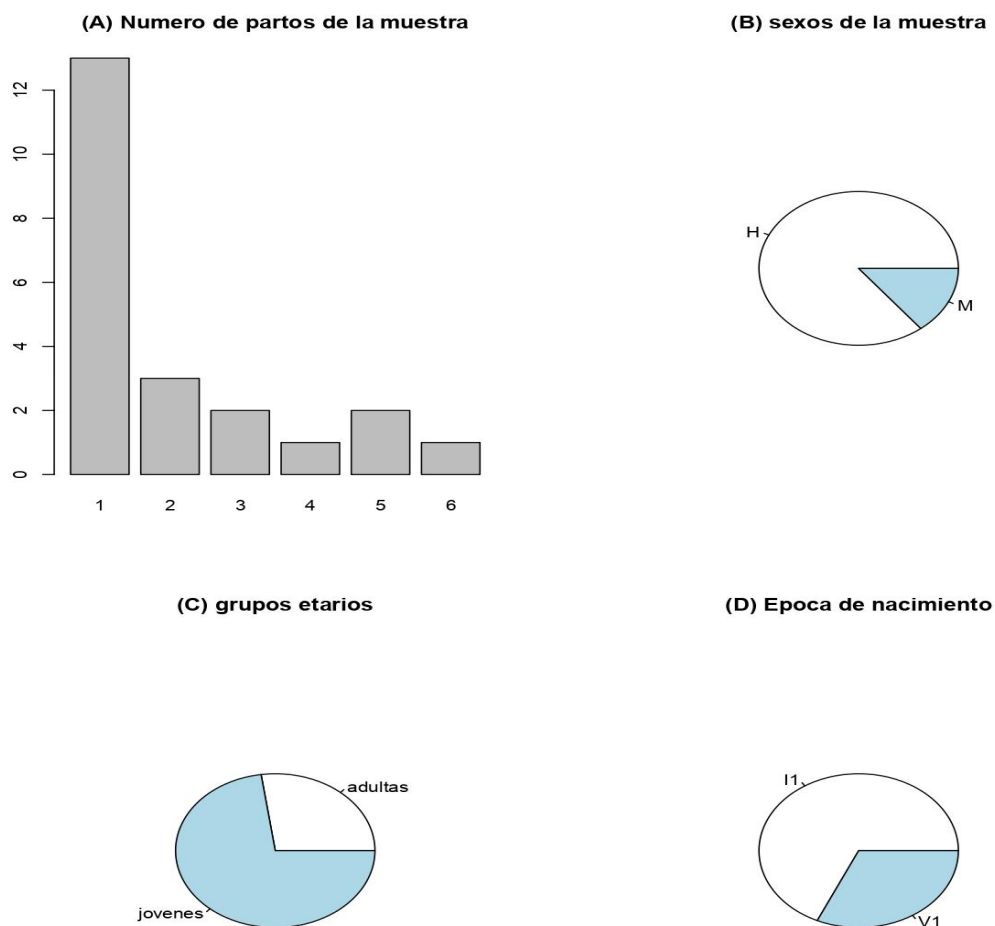 (A) Numero de partos de la muestra
12
10
8
6
4
2
0
1 2 3 4 5 6
(B) sexos de la muestra
H
M
(C) grupos etarios
adultas
jovenes
(D) Epoca de nacimiento
I1
V1